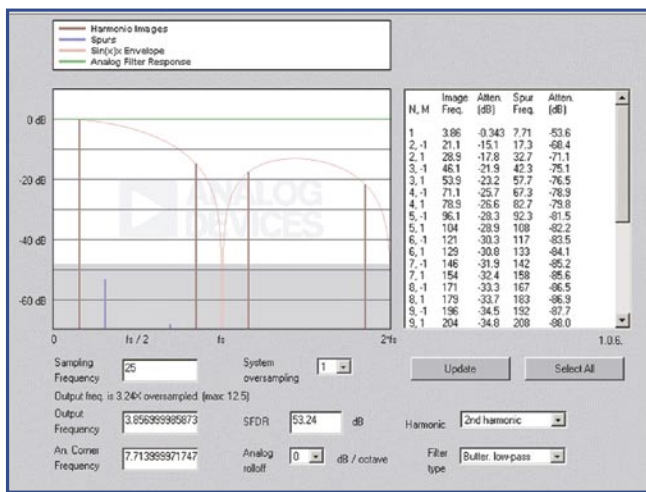 Harmonic Images
Spurs
Sin(x)x Envelope
Analog Filter Response
0 dB
-20 dB
-40 dB
-60 dB
0
fs / 2
fs
2*fs
ANALOG
DEVICES
N, M Image Freq. Atten. (dB) Spur Freq. Atten. (dB)
1 3.86 -0.343 7.71 -53.6
2, -1 21.1 -15.1 17.3 -68.4
2, 1 28.9 -17.8 32.7 -71.1
3, -1 46.1 -21.9 42.3 -75.1
3, 1 53.9 -23.2 57.7 -76.5
4, -1 71.1 -25.7 67.3 -78.9
4, 1 78.9 -26.6 82.7 -79.8
5, -1 96.1 -28.3 92.3 -81.5
5, 1 104 -28.9 108 -82.2
6, -1 121 -30.3 117 -83.5
6, 1 129 -30.8 133 -84.1
7, -1 146 -31.9 142 -85.2
7, 1 154 -32.4 158 -85.6
8, -1 171 -33.3 167 -86.5
8, 1 179 -33.7 183 -86.9
9, -1 196 -34.5 192 -87.7
9, 1 204 -34.8 208 -88.0
1.0.6.
Sampling Frequency 25
System oversampling 1
Update
Select All
Output freq. is 3.24X oversampled. (max: 12.5)
Output Frequency 3.856999985873
SFDR 53.24 dB
Harmonic 2nd harmonic
An. Corner Frequency 7.713999971747
Analog rolloff 0 dB / octave
Filter type Butter. low-pass